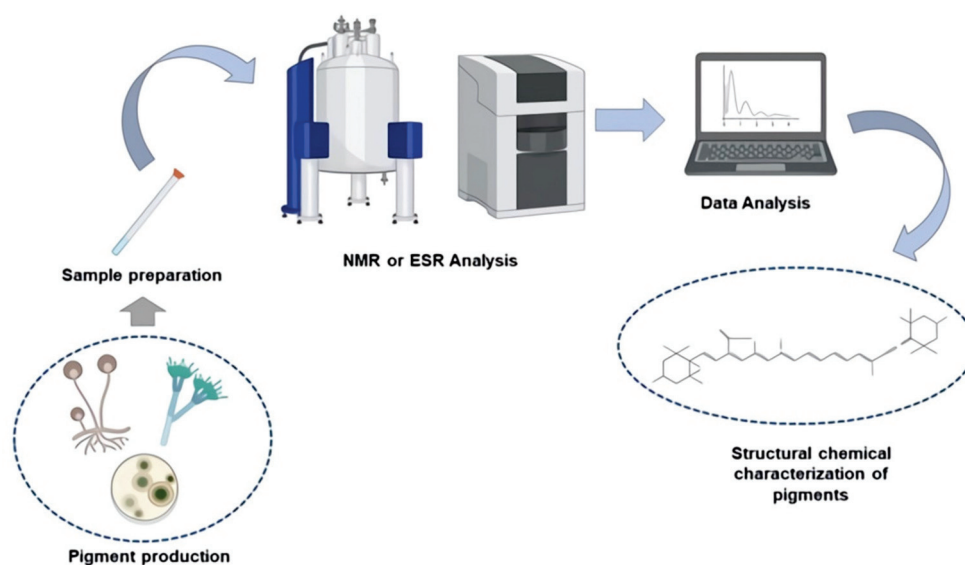 Pigment production
Sample preparation
NMR or ESR Analysis
Data Analysis
Structural chemical
characterization of
pigments